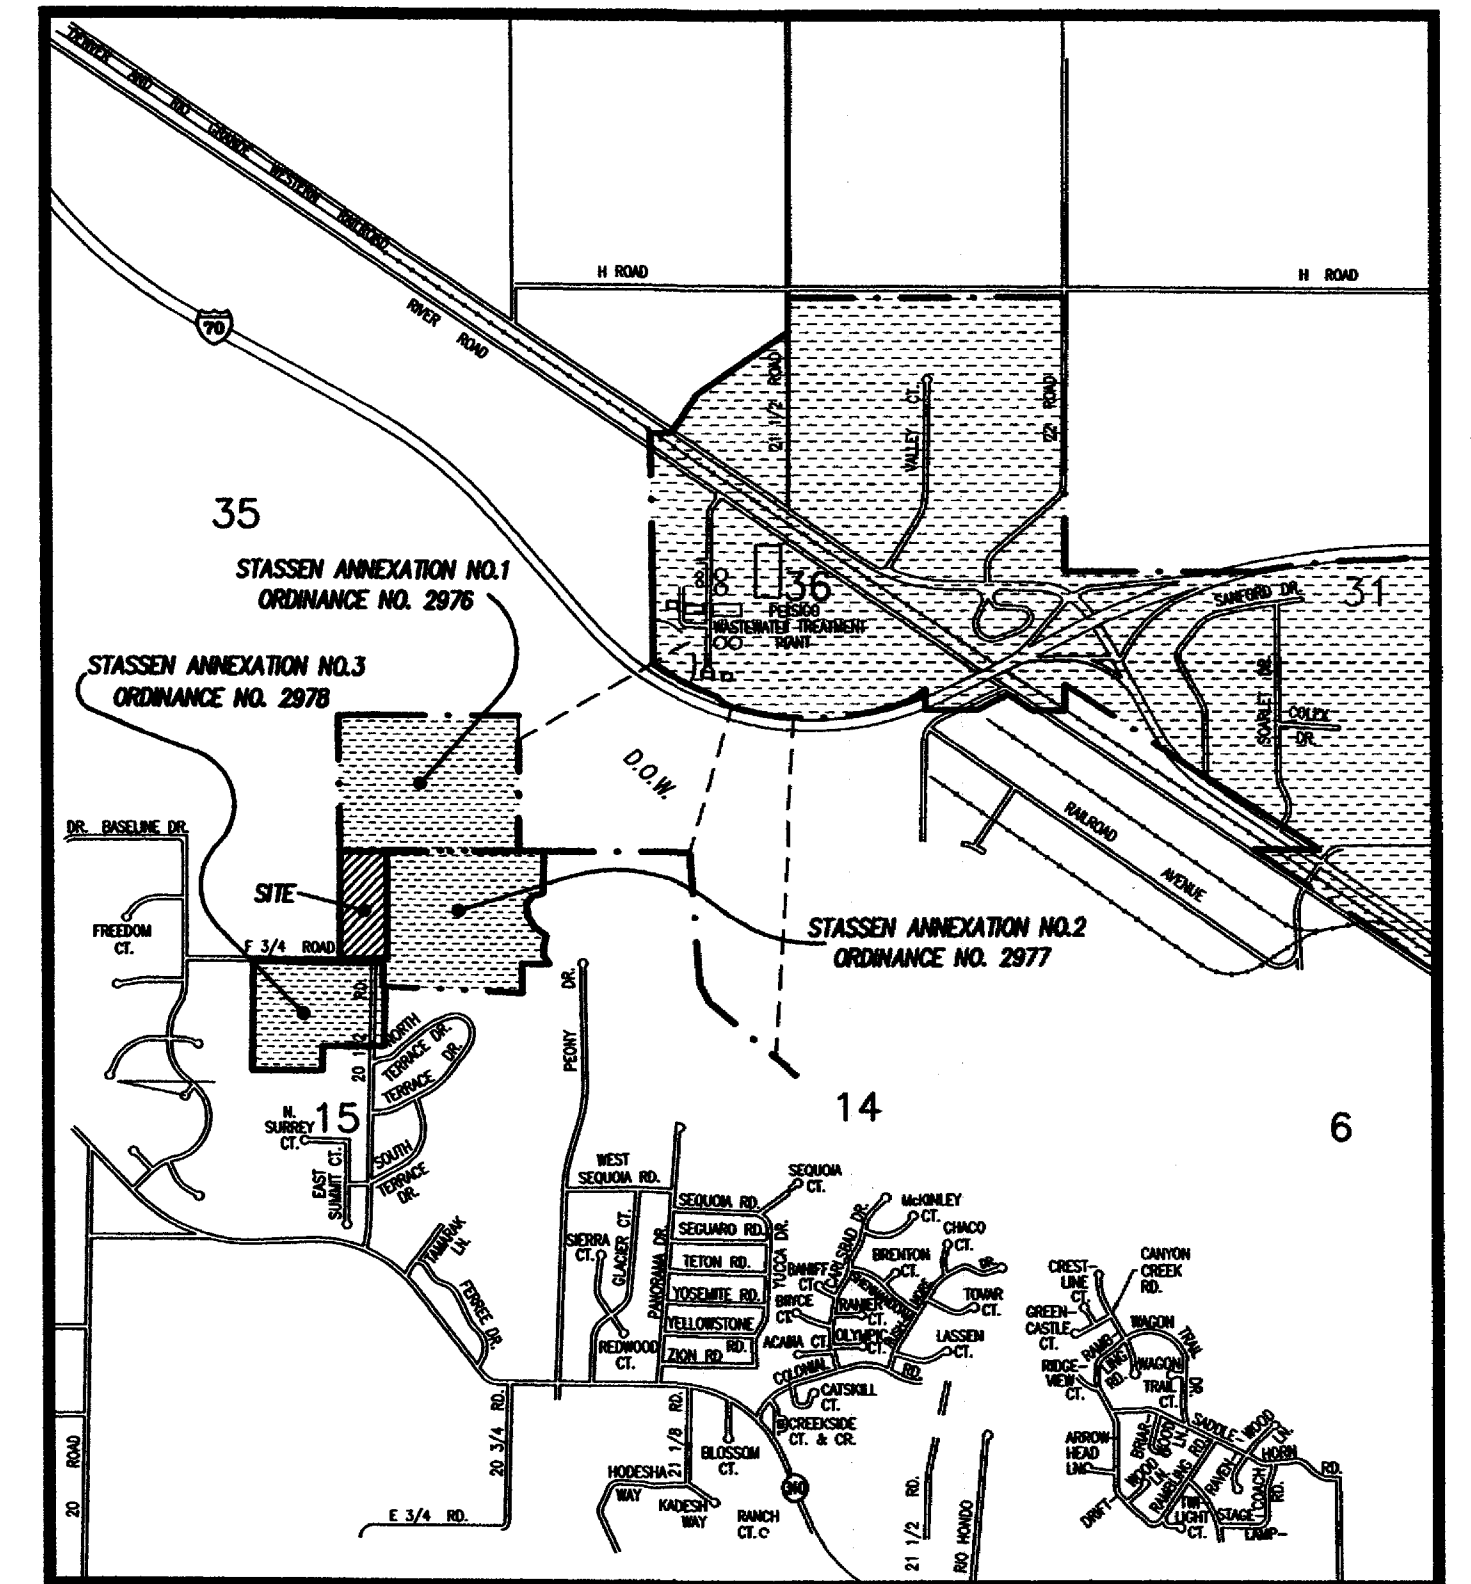 DENVER AND RIO GRANDE WESTERN RAILROAD
H ROAD
H ROAD
70
RIVER ROAD
21 1/2 ROAD
VALLEY CT.
22 ROAD
35
STASSEN ANNEXATION NO.1
ORDINANCE NO. 2976
36
PERSIGO
WASTEWATER TREATMENT
PLANT
31
SANFORD DR.
SCARLET DR.
COLEX
DR.
STASSEN ANNEXATION NO.3
ORDINANCE NO. 2978
D.O.W.
RAILROAD
AVENUE
DR. BASELINE DR.
SITE
FREEDOM
CT.
F 3/4 ROAD
STASSEN ANNEXATION NO.2
ORDINANCE NO. 2977
20 1/2 RD.
NORTH
TERRACE DR.
TERRACE DR.
PEONY DR.
14
6
15
N.
SURREY
CT.
EAST
SUMMIT CT.
SOUTH
TERRACE
DR.
WEST
SEQUOIA RD.
SEQUOIA
CT.
SEQUOIA RD.
SEGUARO RD.
TETON RD.
YOSEMITE RD.
YELLOWSTONE
RD.
ZION RD
YUCCA DR.
PANORAMA DR.
SIERRA
CT.
GLACIER CT.
REDWOOD
CT.
TAMARAK
LN.
FERREE DR.
McKINLEY
CT.
CHACO
CT.
CARLSBAD DR.
BRENTON
CT.
BANIFF
CT.
DR.
BRYCE
CT.
RANIER
CT.
TOVAR
CT.
ACAMA CT.
OLYMPIC
CT.
LASSEN
CT.
COLONIAL
RD.
CATSKILL
CT.
CREEKSIDE
CT. & CR.
CANYON
CREEK
RD.
CREST-
LINE
CT.
GREEN-
CASTLE
CT.
WAGON
TRAIL
DR.
RAMB-
LING
RD.
WAGON
TRAIL
CT.
RIDGE-
VIEW
CT.
SADDLE-
HORN
RD.
WOOD
LN.
BRIAR-
WOOD
LN.
ARROW
HEAD
LN
DRIFT-
WOOD
LN.
RAMBLING
RD.
RAVEN-
TWI-
LIGHT
CT.
STAGE-
COACH
RD.
LAMP-
20 3/4 RD.
21 1/8 RD.
BLOSSOM
CT.
HODESHA
WAY
KADESH
WAY
RANCH
CT.
340
E 3/4 RD.
20 ROAD
21 1/2 RD.
RIO HONDO